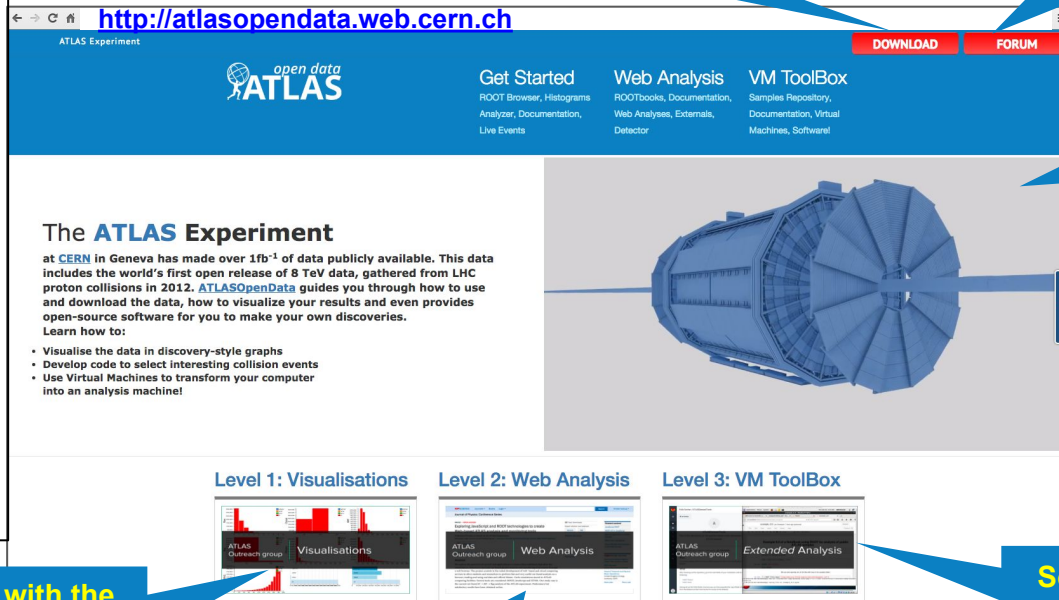 http://atlasopendata.web.cern.ch
ATLAS Experiment
DOWNLOAD
FORUM
open data
ATLAS
Get Started
ROOT Browser, Histograms
Analyzer, Documentation,
Live Events
Web Analysis
ROOTbooks, Documentation,
Web Analyses, Externals,
Detector
VM ToolBox
Samples Repository,
Documentation, Virtual
Machines, Software!
The ATLAS Experiment
at CERN in Geneva has made over 1fb-1 of data publicly available. This data
includes the world's first open release of 8 TeV data, gathered from LHC
proton collisions in 2012. ATLASOpenData guides you through how to use
and download the data, how to visualize your results and even provides
open-source software for you to make your own discoveries.
Learn how to:
• Visualise the data in discovery-style graphs
• Develop code to select interesting collision events
• Use Virtual Machines to transform your computer
into an analysis machine!
Level 1: Visualisations
Level 2: Web Analysis
Level 3: VM ToolBox
ATLAS
Outreach group
Visualisations
ATLAS
Outreach group
Web Analysis
ATLAS
Outreach group
Extended Analysis
with the